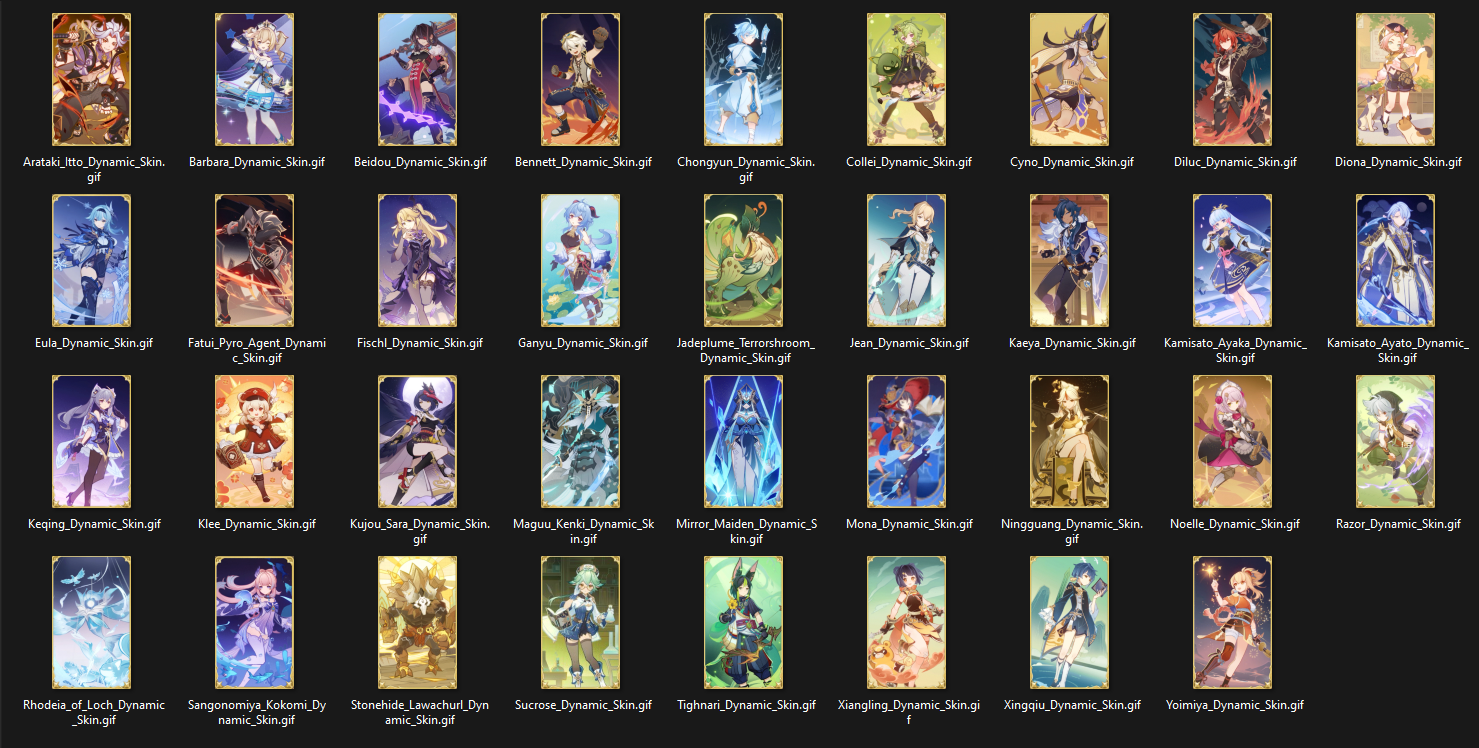 Arataki_Itto_Dynamic_Skin.
gif
Barbara_Dynamic_Skin.gif
Beidou_Dynamic_Skin.gif
Bennett_Dynamic_Skin.gif
Chongyun_Dynamic_Skin.
gif
Collei_Dynamic_Skin.gif
Cyno_Dynamic_Skin.gif
Diluc_Dynamic_Skin.gif
Diona_Dynamic_Skin.gif
Eula_Dynamic_Skin.gif
Fatui_Pyro_Agent_Dynami
c_Skin.gif
Fischl_Dynamic_Skin.gif
Ganyu_Dynamic_Skin.gif
Jadeplume_Terrorshroom_
Dynamic_Skin.gif
Jean_Dynamic_Skin.gif
Kaeya_Dynamic_Skin.gif
Kamisato_Ayaka_Dynamic_
Skin.gif
Kamisato_Ayato_Dynamic_
Skin.gif
Keqing_Dynamic_Skin.gif
Klee_Dynamic_Skin.gif
Kujou_Sara_Dynamic_Skin.
gif
Maguu_Kenki_Dynamic_Sk
in.gif
Mirror_Maiden_Dynamic_S
kin.gif
Mona_Dynamic_Skin.gif
Ningguang_Dynamic_Skin.
gif
Noelle_Dynamic_Skin.gif
Razor_Dynamic_Skin.gif
Rhodeia_of_Loch_Dynamic
_Skin.gif
Sangonomiya_Kokomi_Dy
namic_Skin.gif
Stonehide_Lawachurl_Dyn
amic_Skin.gif
Sucrose_Dynamic_Skin.gif
Tighnari_Dynamic_Skin.gif
Xiangling_Dynamic_Skin.gi
f
Xingqiu_Dynamic_Skin.gif
Yoimiya_Dynamic_Skin.gif